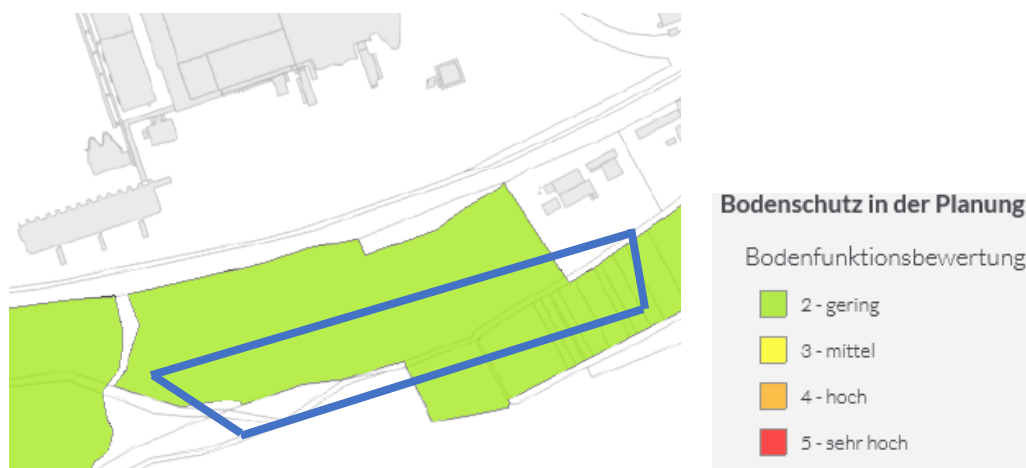 Bodenschutz in der Planung
Bodenfunktionsbewertung
2 - gering
3 - mittel
4 - hoch
5 - sehr hoch